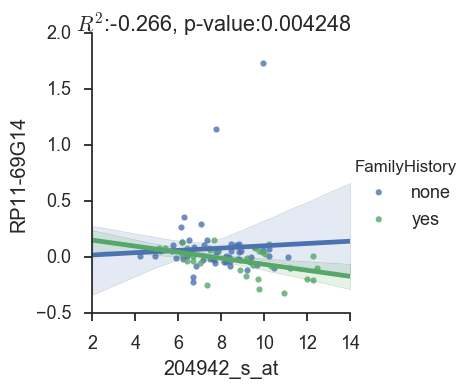 R²:-0.266, p-value:0.004248
2.0
1.5
1.0
0.5
0.0
−0.5
RP11-69G14
FamilyHistory
none
yes
2 4 6 8 10 12 14
204942_s_at